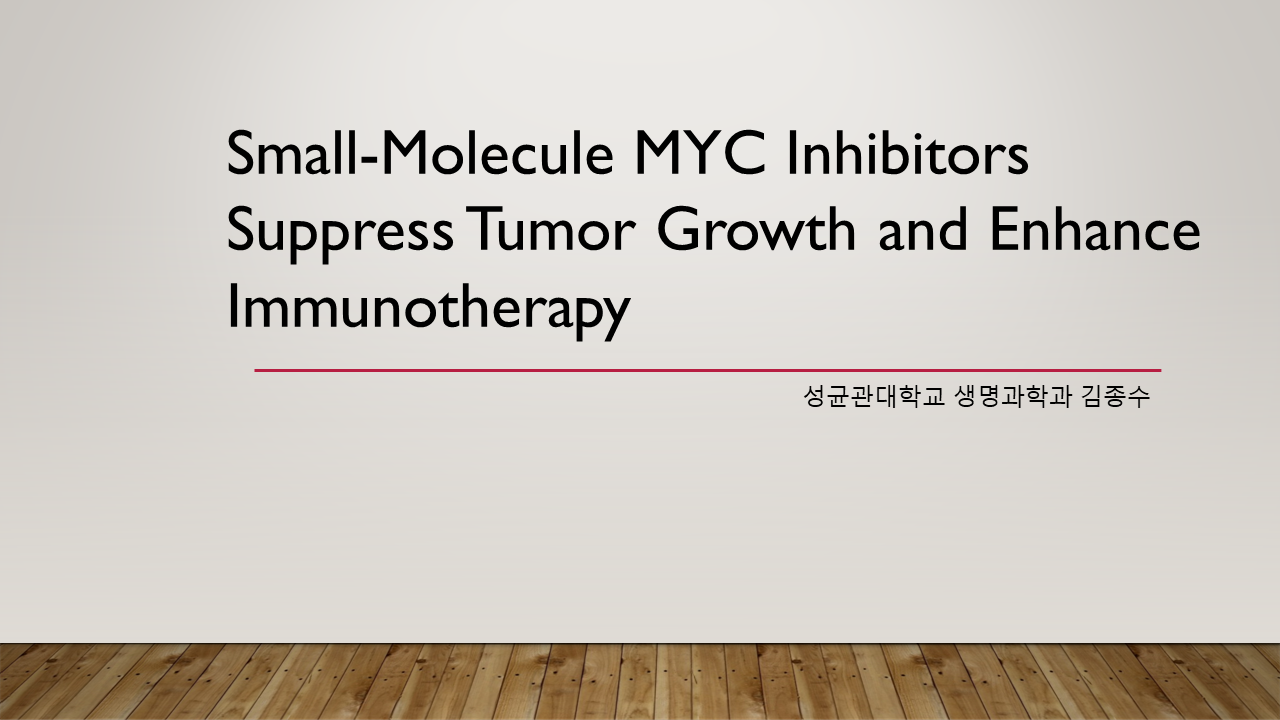 Small-Molecule MYC Inhibitors
Suppress Tumor Growth and Enhance
Immunotherapy
성균관대학교 생명과학과 김종수